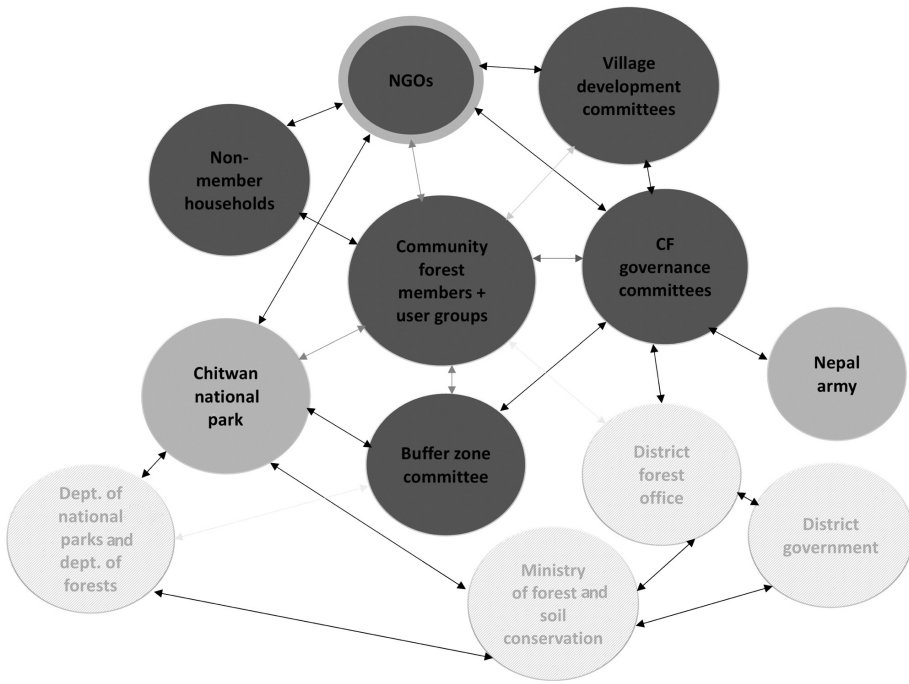 NGOs
Village
development
committees
Non-
member
households
Community
forest
members +
user groups
CF
governance
committees
Nepal
army
Chitwan
national
park
Buffer zone
committee
District
forest
office
District
government
Dept. of
national
parks and
dept. of
forests
Ministry
of forest and
soil
conservation